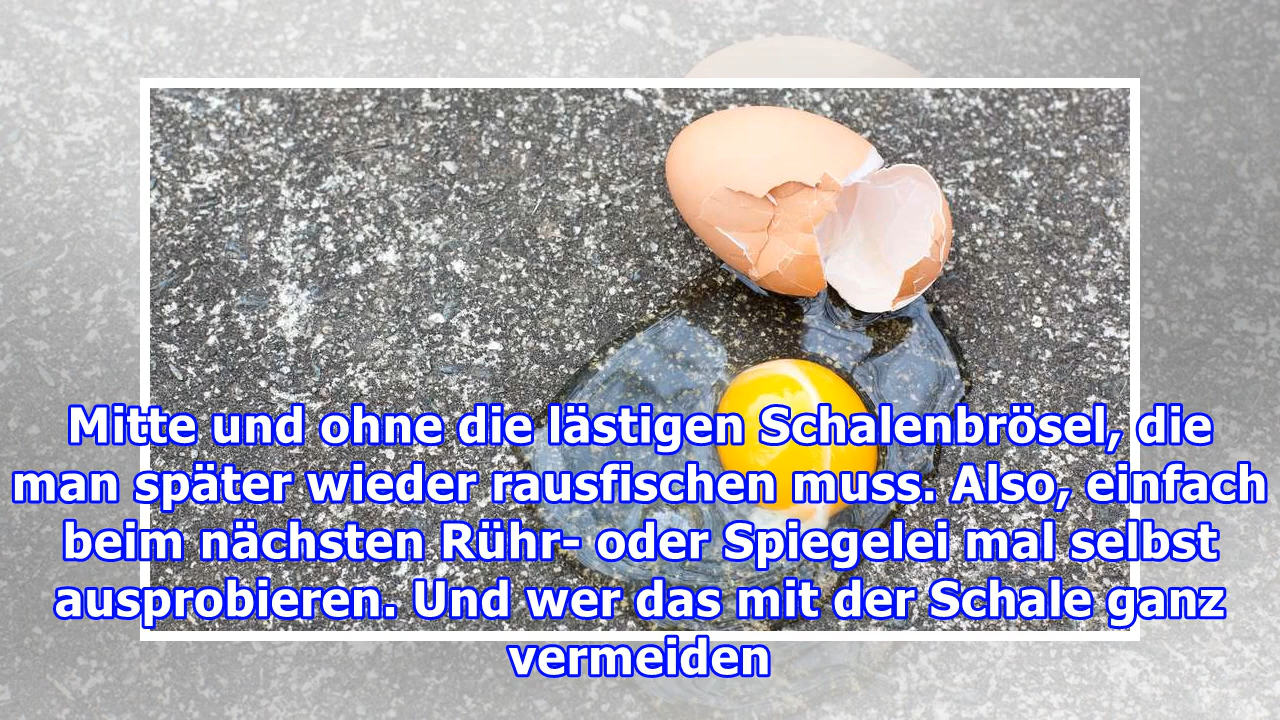 Mitte und ohne die lästigen Schalenbrösel, die
man später wieder rausfischen muss. Also, einfach
beim nächsten Rühr- oder Spiegelei mal selbst
ausprobieren. Und wer das mit der Schale ganz
vermeiden